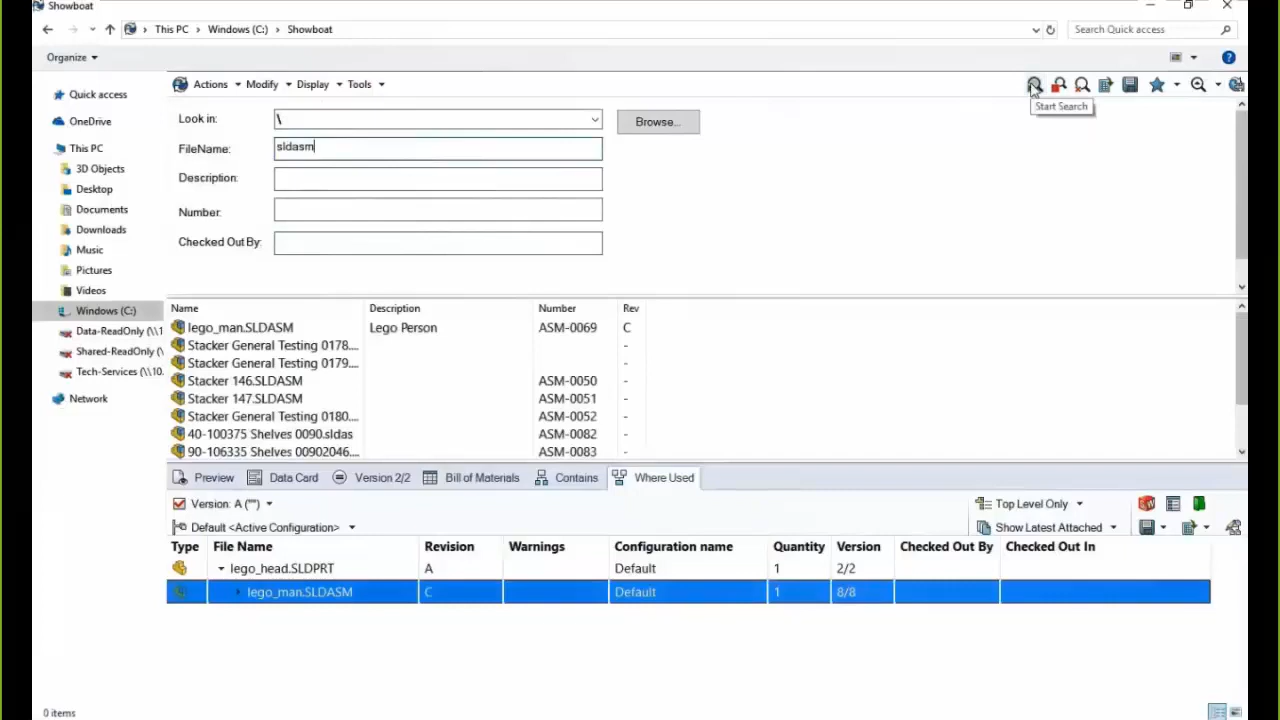 Showboat
This PC > Windows (C:) > Showboat
Search Quick access
Organize
Quick access
OneDrive
This PC
3D Objects
Desktop
Documents
Downloads
Music
Pictures
Videos
Windows (C:)
Data-ReadOnly (\\1
Shared-ReadOnly (\
Tech-Services (\\10.
Network
Actions Modify Display Tools
Start Search
Look in: \ Browse...
FileName: sldasm
Description:
Number:
Checked Out By:
Name Description Number Rev
lego_man.SLDASM Lego Person ASM-0069 C
Stacker General Testing 0178.... -
Stacker General Testing 0179.... -
Stacker 146.SLDASM ASM-0050 -
Stacker 147.SLDASM ASM-0051 -
Stacker General Testing 0180.... ASM-0052 -
40-100375 Shelves 0090.sldas ASM-0082 -
90-106335 Shelves 00902046.... ASM-0083 -
Preview Data Card Version 2/2 Bill of Materials Contains Where Used
Version: A ("") Top Level Only
Default <Active Configuration> Show Latest Attached
Type File Name Revision Warnings Configuration name Quantity Version Checked Out By Checked Out In
lego_head.SLDPRT A Default 1 2/2
lego_man.SLDASM C Default 1 8/8
0 items